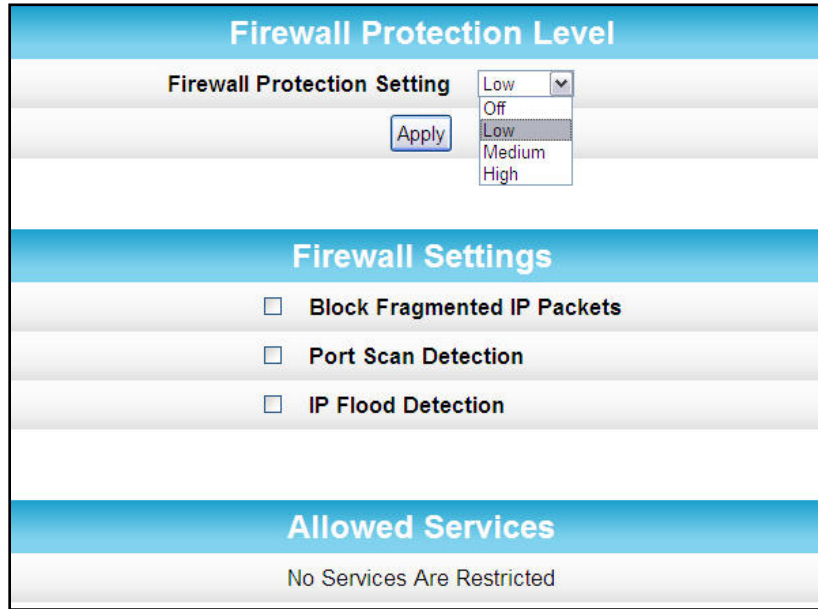 Firewall Protection Level
Firewall Protection Setting Low
Off
Apply Low
Medium
High
Firewall Settings
Block Fragmented IP Packets
Port Scan Detection
IP Flood Detection
Allowed Services
No Services Are Restricted